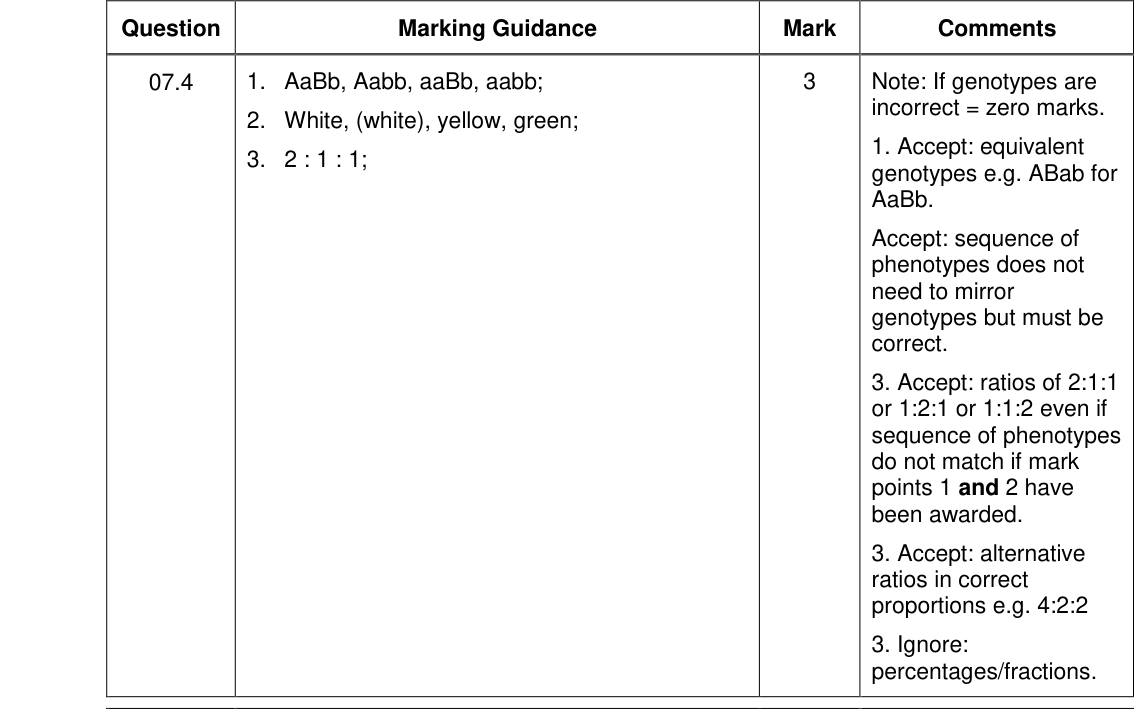 Question Marking Guidance Mark Comments
07.4
1. AaBb, Aabb, aaBb, aabb;
2. White, (white), yellow, green;
3. 2 : 1 : 1;
3
Note: If genotypes are
incorrect = zero marks.
1. Accept: equivalent
genotypes e.g. ABab for
AaBb.
Accept: sequence of
phenotypes does not
need to mirror
genotypes but must be
correct.
3. Accept: ratios of 2:1:1
or 1:2:1 or 1:1:2 even if
sequence of phenotypes
do not match if mark
points 1 and 2 have
been awarded.
3. Accept: alternative
ratios in correct
proportions e.g. 4:2:2
3. Ignore:
percentages/fractions.